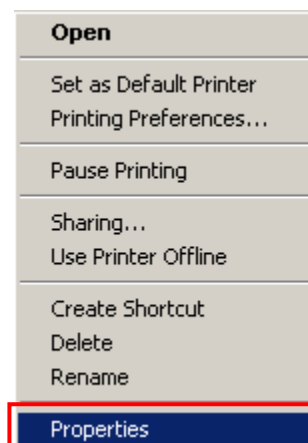 Open
Set as Default Printer
Printing Preferences...
Pause Printing
Sharing...
Use Printer Offline
Create Shortcut
Delete
Rename
Properties